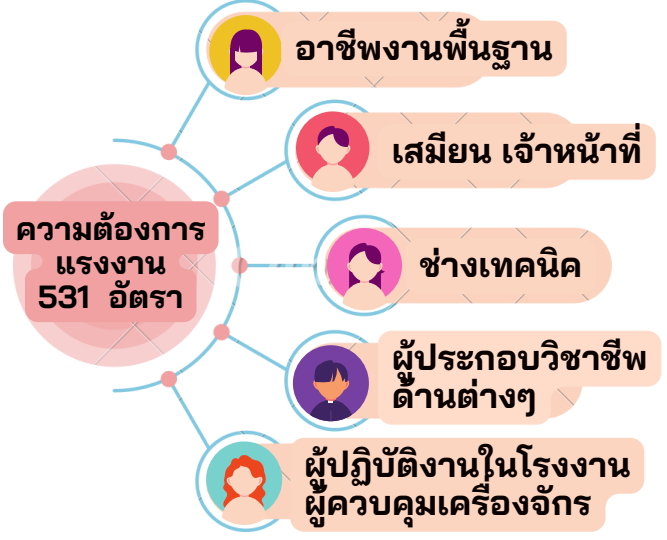 อาชีพงานพื้นฐาน
เสมียน เจ้าหน้าที่
ความต้องการ
แรงงาน
531 อัตรา
ช่างเทคนิค
ผู้ประกอบวิชาชีพ
ด้านต่างๆ
ผู้ปฏิบัติงานในโรงงาน
ผู้ควบคุมเครื่องจักร